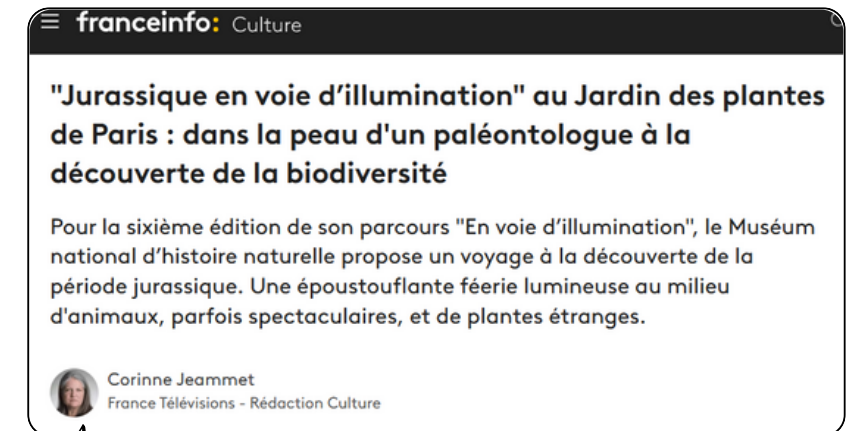 franceinfo: Culture
"Jurassique en voie d’illumination" au Jardin des plantes
de Paris : dans la peau d'un paléontologue à la
découverte de la biodiversité
Pour la sixième édition de son parcours "En voie d’illumination", le Muséum
national d’histoire naturelle propose un voyage à la découverte de la
période jurassique. Une époustouflante féerie lumineuse au milieu
d'animaux, parfois spectaculaires, et de plantes étranges.
Corinne Jeammet
France Télévisions - Rédaction Culture